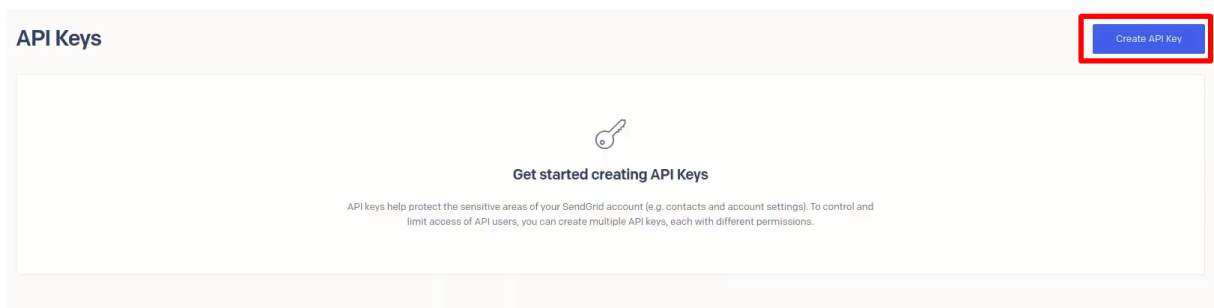 API Keys
Create API Key
Get started creating API Keys
API keys help protect the sensitive areas of your SendGrid account (e.g. contacts and account settings). To control and
limit access of API users, you can create multiple API keys, each with different permissions.